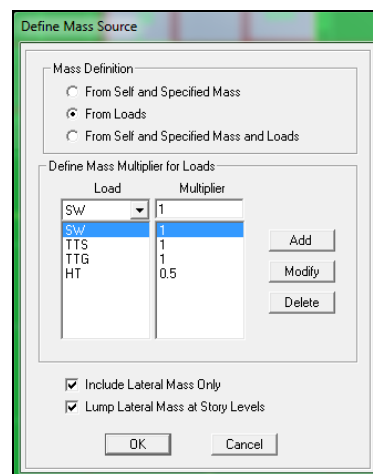 Define Mass Source
Mass Definition
From Self and Specified Mass
From Loads
From Self and Specified Mass and Loads
Define Mass Multiplier for Loads
Load Multiplier
SW 1
SW 1
TTS 1
TTG 1
HT 0.5
Add
Modify
Delete
Include Lateral Mass Only
Lump Lateral Mass at Story Levels
OK Cancel